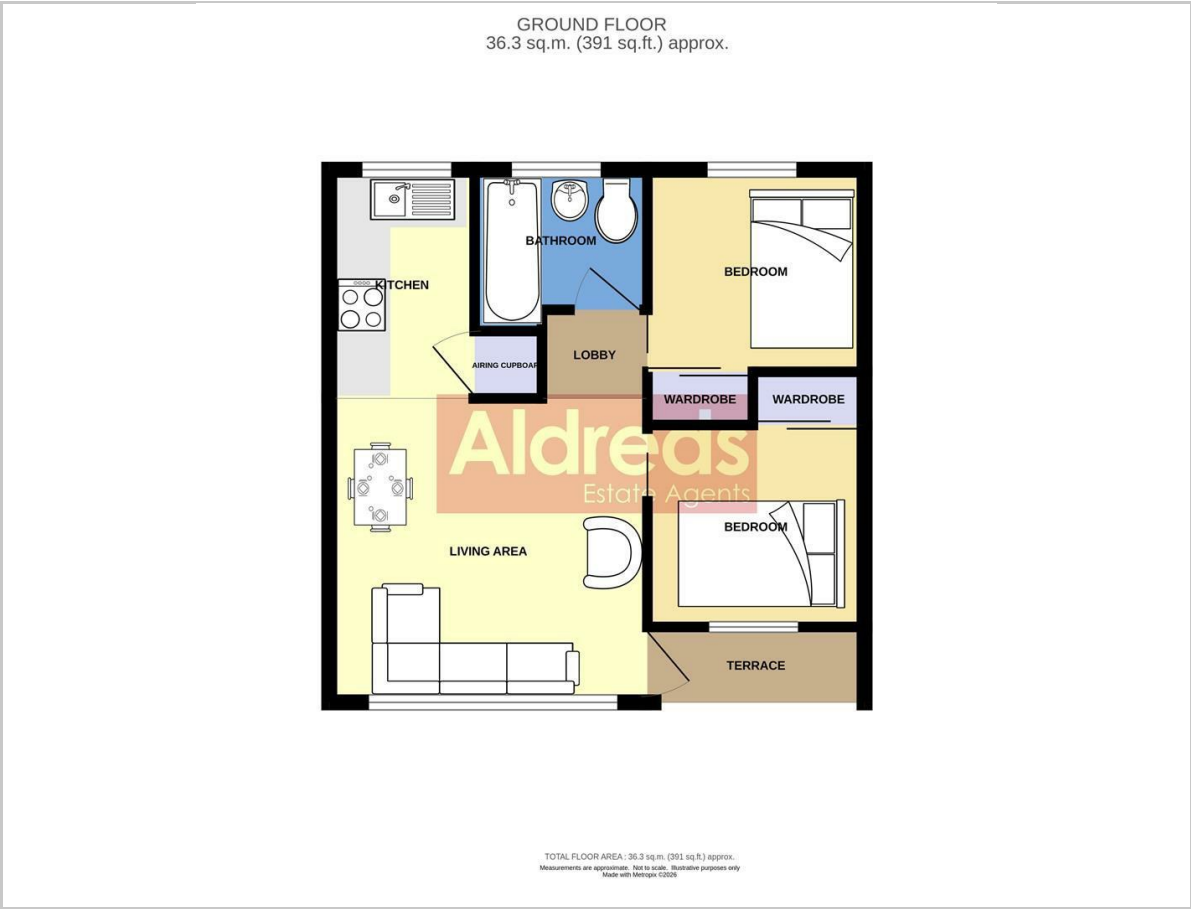 GROUND FLOOR
36.3 sq.m. (391 sq.ft.) approx.
BATHROOM
BEDROOM
KITCHEN
LOBBY
AIRING CUPBOAR
WARDROBE
WARDROBE
Aldreds
Estate Agents
BEDROOM
LIVING AREA
TERRACE
TOTAL FLOOR AREA : 36.3 sq.m. (391 sq.ft.) approx.
Measurements are approximate. Not to scale. Illustrative purposes only
Made with Metropix ©2026